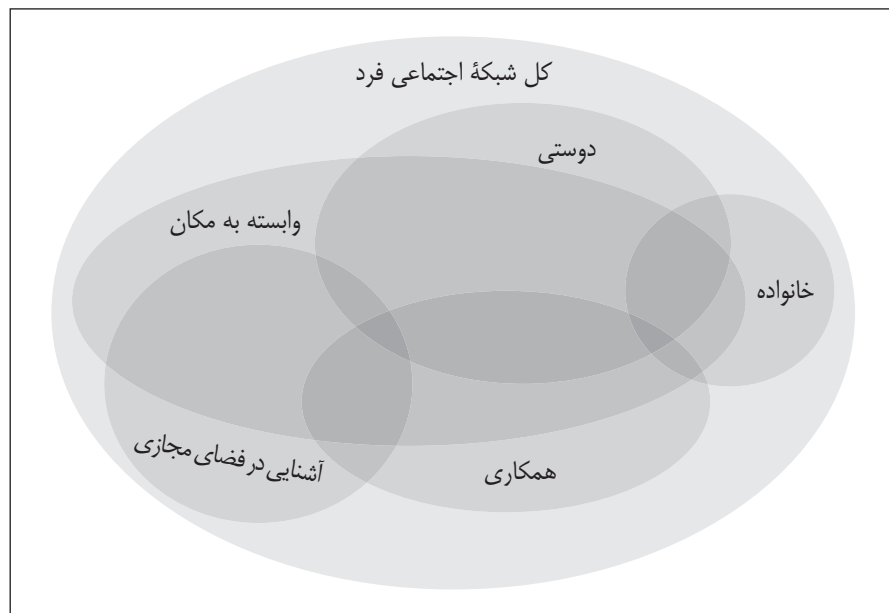 کل شبکهٔ اجتماعی فرد
دوستی
وابسته به مکان
خانواده
آشنایی در فضای مجازی
همکاری